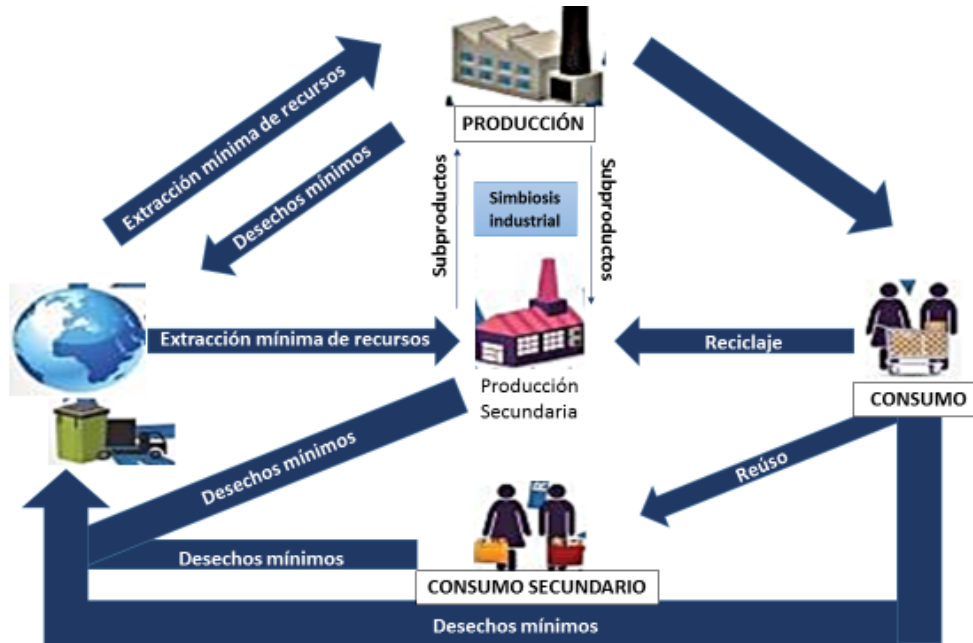 PRODUCCIÓN
Extracción mínima de recursos
Desechos mínimos
Subproductos
Simbiosis
industrial
Subproductos
Extracción mínima de recursos
Reciclaje
Producción
Secundaria
CONSUMO
Desechos mínimos
Reúso
Desechos mínimos
CONSUMO SECUNDARIO
Desechos mínimos